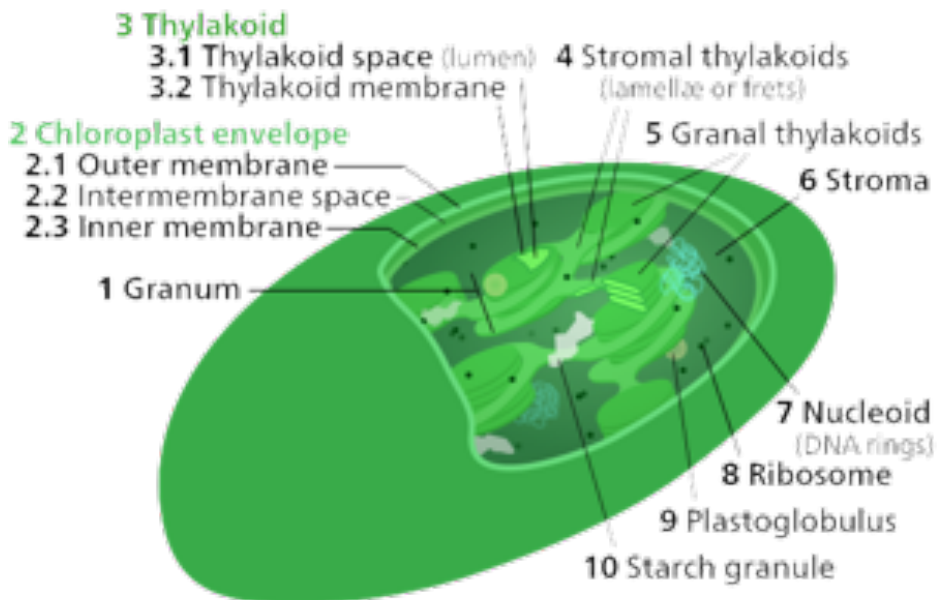 3 Thylakoid
3.1 Thylakoid space (lumen)
3.2 Thylakoid membrane
4 Stromal thylakoids
(lamellæ or frets)
2 Chloroplast envelope
2.1 Outer membrane
2.2 Intermembrane space
2.3 Inner membrane
5 Granal thylakoids
6 Stroma
1 Granum
7 Nucleoid
(DNA rings)
8 Ribosome
9 Plastoglobulus
10 Starch granule